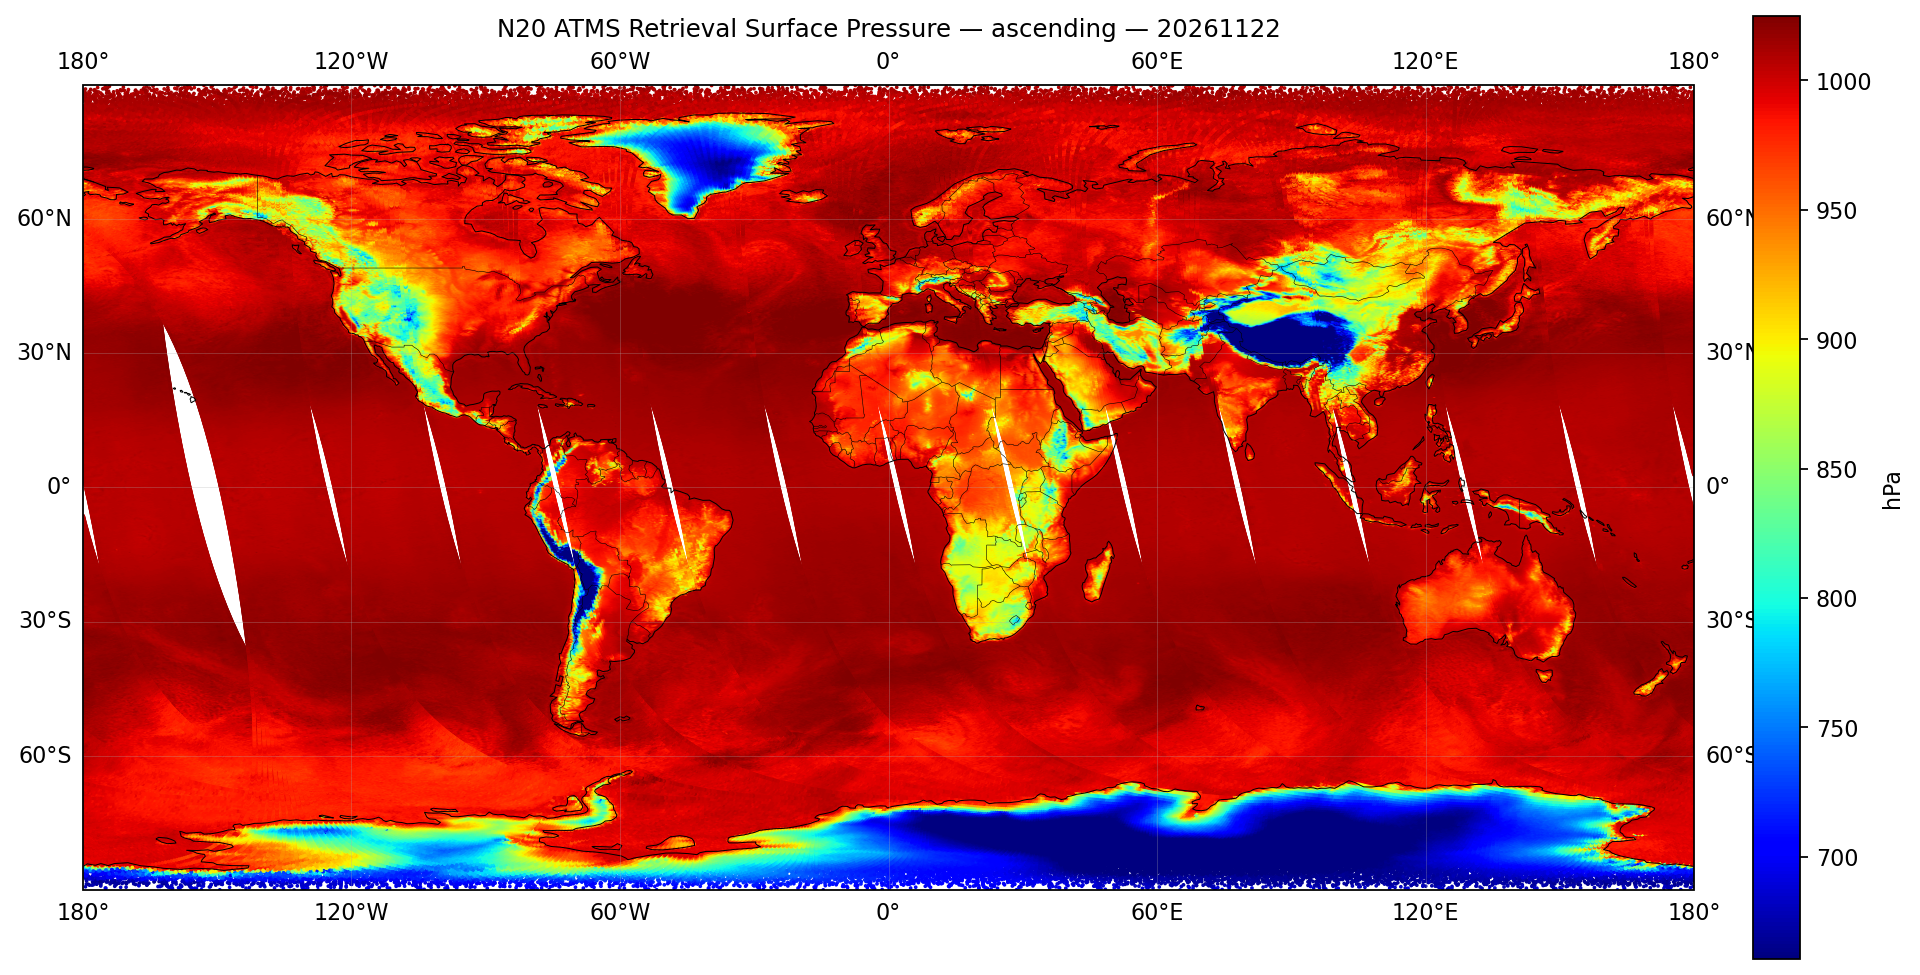 N20 ATMS Retrieval Surface Pressure — ascending — 20261122
180° 120°W 60°W 0° 60°E 120°E 180°
1000
950
60°N 60°N
900
30°N 30°N
850
0° 0°
hPa
800
30°S 30°S
750
60°S 60°S
700
180° 120°W 60°W 0° 60°E 120°E 180°